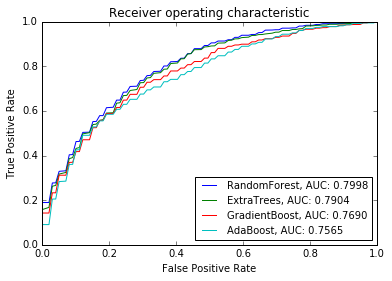 Receiver operating characteristic
True Positive Rate
1.0
0.8
0.6
0.4
0.2
0.0
RandomForest, AUC: 0.7998
ExtraTrees, AUC: 0.7904
GradientBoost, AUC: 0.7690
AdaBoost, AUC: 0.7565
0.0 0.2 0.4 0.6 0.8 1.0
False Positive Rate